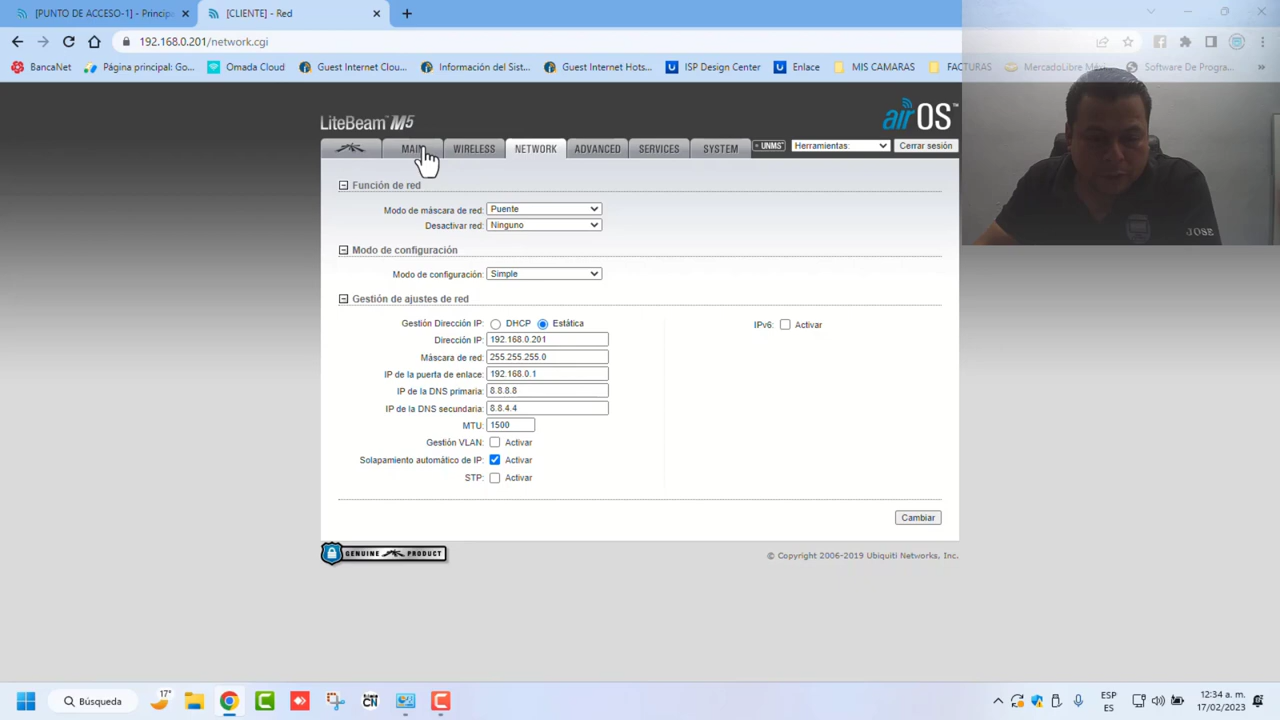 [PUNTO DE ACCESO-1] - Princip
[CLIENTE] - Red
192.168.0.201/network.cgi
BancaNet
Página principal: Go...
Omada Cloud
Guest Internet Clou...
Información del Sist...
Guest Internet Hots...
ISP Design Center
Enlace
MIS CAMARAS
FACTURAS
MercadoLibre Méxi...
Software De Progra...
»
LiteBeam™ M5
airOS™
MAIN
WIRELESS
NETWORK
ADVANCED
SERVICES
SYSTEM
UNMS™
Herramientas:
Cerrar sesión
Función de red
Modo de máscara de red: Puente
Desactivar red: Ninguno
Modo de configuración
Modo de configuración: Simple
Gestión de ajustes de red
Gestión Dirección IP: DHCP Estática
IPv6: Activar
Dirección IP: 192.168.0.201
Máscara de red: 255.255.255.0
IP de la puerta de enlace: 192.168.0.1
IP de la DNS primaria: 8.8.8.8
IP de la DNS secundaria: 8.8.4.4
MTU: 1500
Gestión VLAN: Activar
Solapamiento automático de IP: Activar
STP: Activar
Cambiar
GENUINE PRODUCT
© Copyright 2006-2019 Ubiquiti Networks, Inc.
JOSE
Búsqueda
17°
CN
ESP
ES
12:34 a. m.
17/02/2023